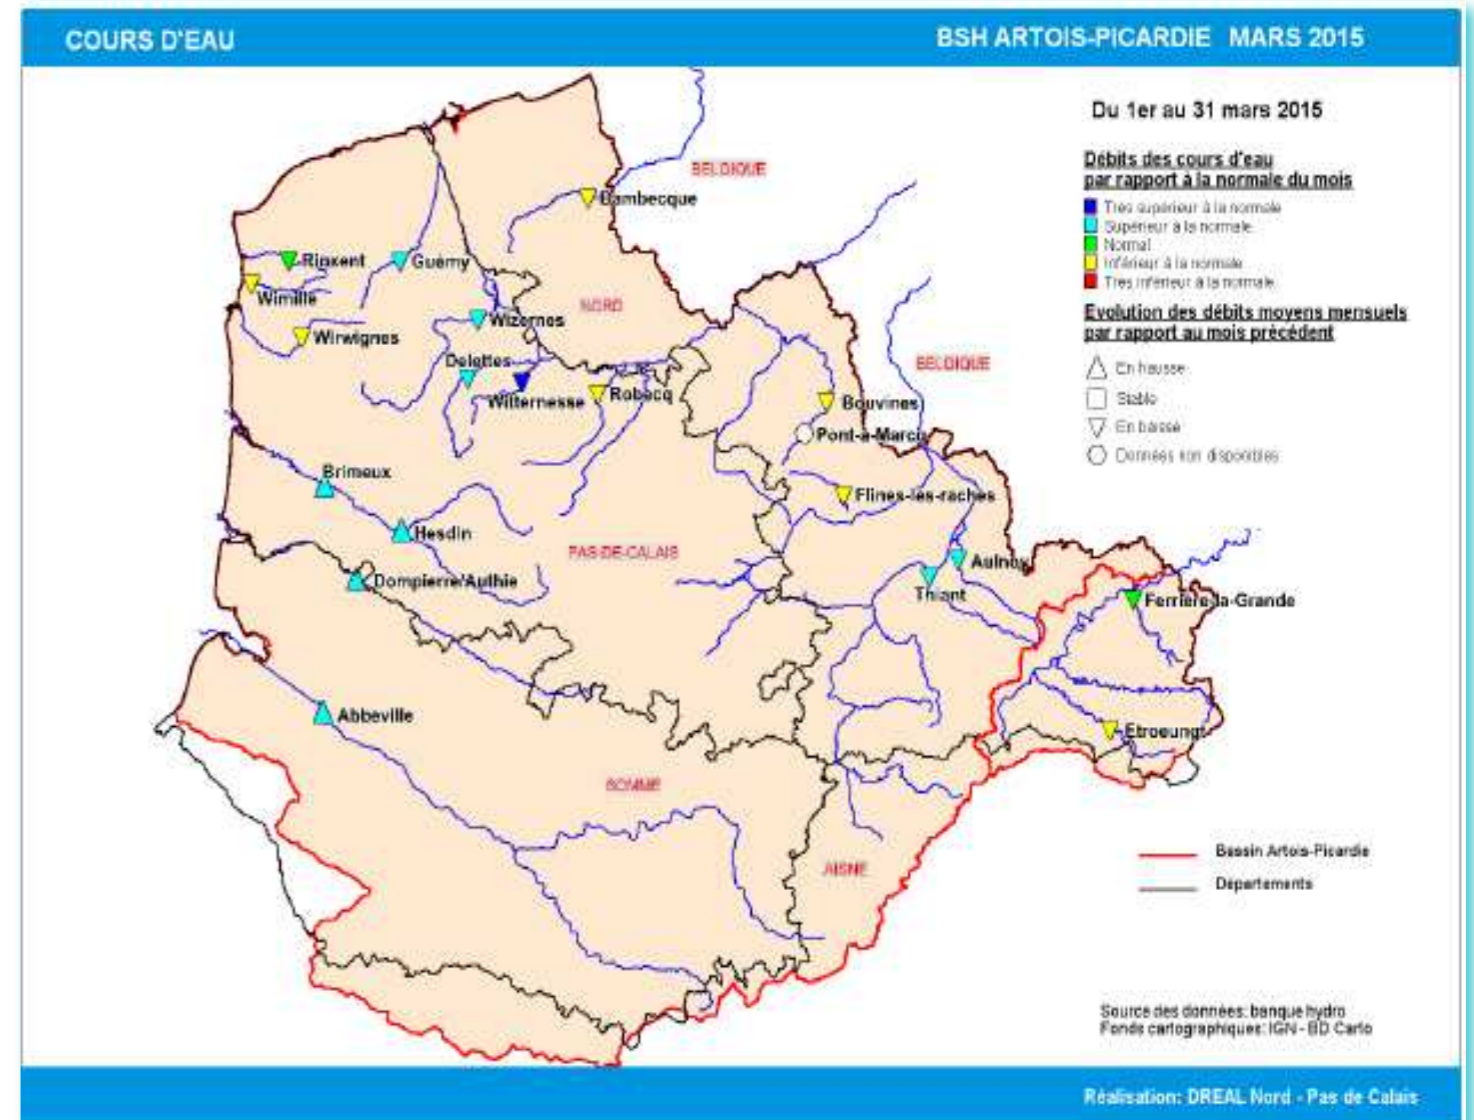 COURS D'EAU
BSH ARTOIS-PICARDIE MARS 2015
Du 1er au 31 mars 2015
Débits des cours d'eau
par rapport à la normale du mois
Très supérieur à la normale
Supérieur à la normale
Normal
Inférieur à la normale
Très inférieur à la normale
Evolution des débits moyens mensuels
par rapport au mois précédent
En hausse
Stable
En baisse
Données non disponibles
BELGIQUE
Bambecque
Rinxent
Guémy
Wimille
NORD
Wizernes
Wirwignes
Delettes
BELGIQUE
Witternesse
Robecq
Bouvines
Pont-à-Marcq
Brimeux
Flines-les-raches
Hesdin
PAS-DE-CALAIS
Aulnoy
Dompierre/Authie
Thiant
Ferrière-la-Grande
Abbeville
Etroeungt
SOMME
AISNE
Bassin Artois-Picardie
Départements
Source des données: banque hydro
Fonds cartographiques: IGN - BD Carto
Réalisation: DREAL Nord - Pas de Calais